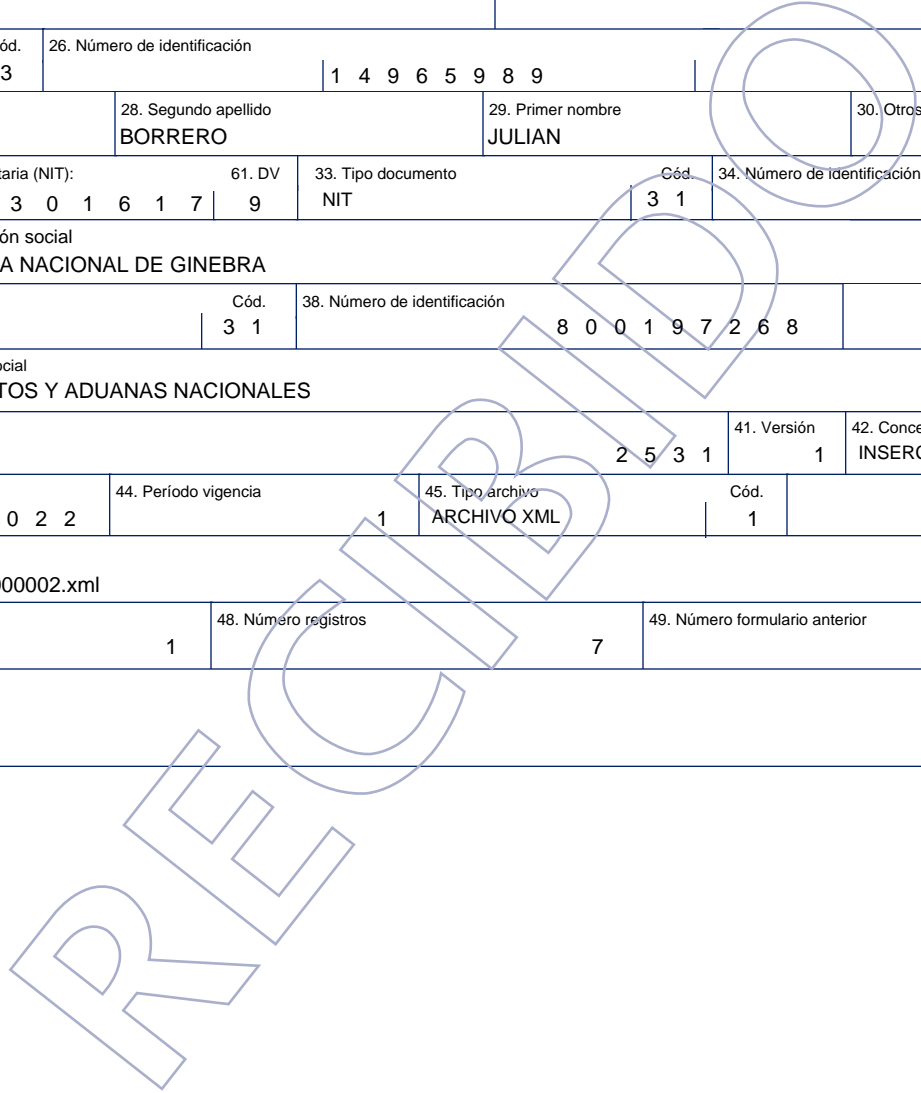 ód. 26. Número de identificación
3 1 4 9 6 5 9 8 9
28. Segundo apellido 29. Primer nombre 30. Otros
BORRERO JULIAN
taria (NIT): 61. DV 33. Tipo documento Cód. 34. Número de identificación
3 0 1 6 1 7 9 NIT 3 1
ón social
A NACIONAL DE GINEBRA
Cód. 38. Número de identificación
3 1 8 0 0 1 9 7 2 6 8
ocial
TOS Y ADUANAS NACIONALES
41. Versión 42. Conce
2 5 3 1 1 INSERC
44. Período vigencia 45. Tipo archivo Cód.
0 2 2 1 ARCHIVO XML 1
000002.xml
48. Número registros 49. Número formulario anterior
1 7
RECIBIDO